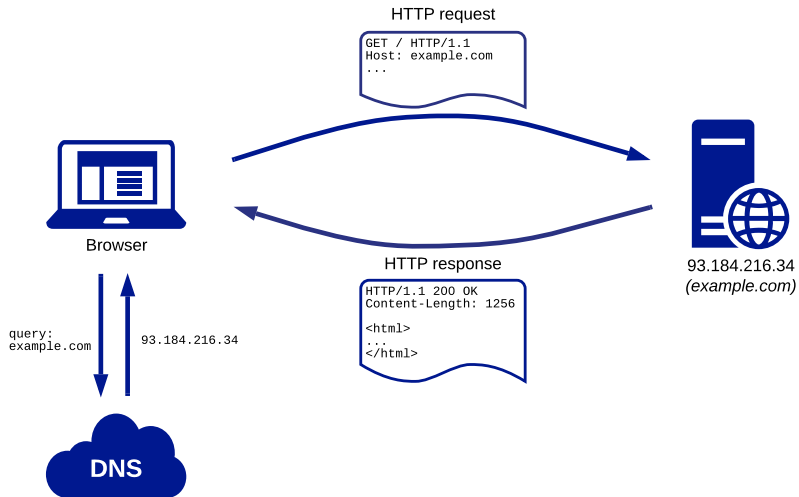 HTTP request
GET / HTTP/1.1
Host: example.com
...
Browser
HTTP response
93.184.216.34
(example.com)
HTTP/1.1 200 OK
Content-Length: 1256
<html>
...
</html>
query:
example.com
93.184.216.34
DNS